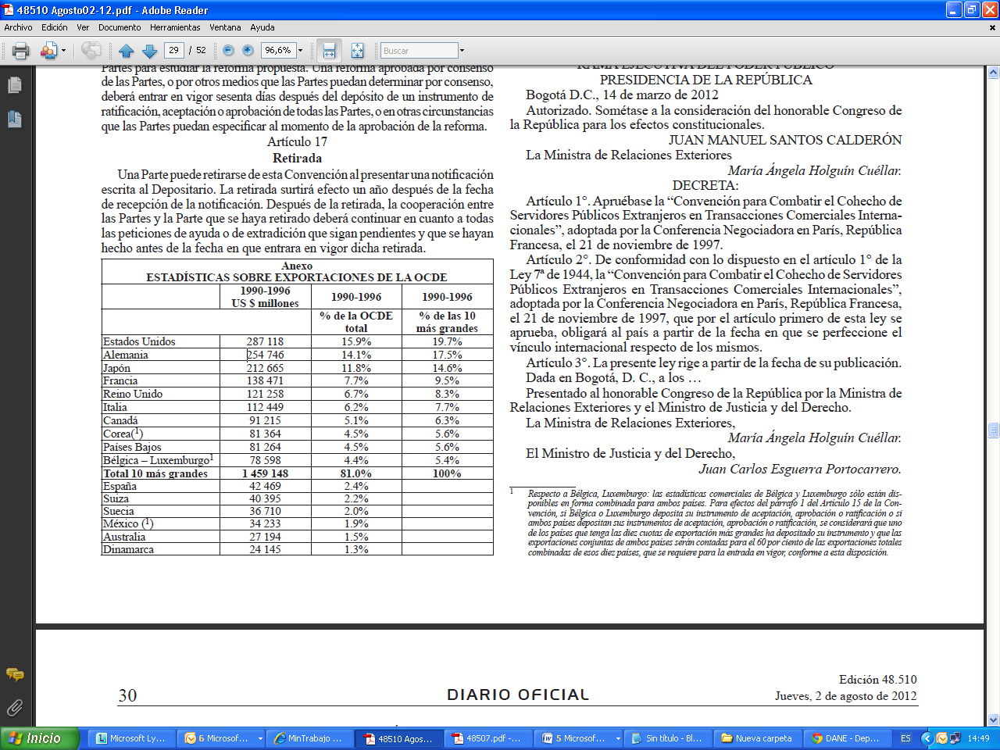 48510 Agosto02-12.pdf - Adobe Reader
Archivo Edición Ver Documento Herramientas Ventana Ayuda
29 / 52 96,6% Buscar
Partes para estudiar la reforma propuesta. Una reforma aprobada por consenso
de las Partes, o por otros medios que las Partes puedan determinar por consenso,
deberá entrar en vigor sesenta días después del depósito de un instrumento de
ratificación, aceptación o aprobación de todas las Partes, o en otras circunstancias
que las Partes puedan especificar al momento de la aprobación de la reforma.
Artículo 17
Retirada
Una Parte puede retirarse de esta Convención al presentar una notificación
escrita al Depositario. La retirada surtirá efecto un año después de la fecha
de recepción de la notificación. Después de la retirada, la cooperación entre
las Partes y la Parte que se haya retirado deberá continuar en cuanto a todas
las peticiones de ayuda o de extradición que sigan pendientes y que se hayan
hecho antes de la fecha en que entrara en vigor dicha retirada.
Anexo
ESTADÍSTICAS SOBRE EXPORTACIONES DE LA OCDE
1990-1996 US $ millones 1990-1996 1990-1996
% de la OCDE total % de las 10 más grandes
Estados Unidos 287 118 15.9% 19.7%
Alemania 254 746 14.1% 17.5%
Japón 212 665 11.8% 14.6%
Francia 138 471 7.7% 9.5%
Reino Unido 121 258 6.7% 8.3%
Italia 112 449 6.2% 7.7%
Canadá 91 215 5.1% 6.3%
Corea(1) 81 364 4.5% 5.6%
Países Bajos 81 264 4.5% 5.6%
Bélgica – Luxemburgo1 78 598 4.4% 5.4%
Total 10 más grandes 1 459 148 81.0% 100%
España 42 469 2.4%
Suiza 40 395 2.2%
Suecia 36 710 2.0%
México (1) 34 233 1.9%
Australia 27 194 1.5%
Dinamarca 24 145 1.3%
RAMA EJECUTIVA DEL PODER PÚBLICO
PRESIDENCIA DE LA REPÚBLICA
Bogotá D.C., 14 de marzo de 2012
Autorizado. Sométase a la consideración del honorable Congreso de
la República para los efectos constitucionales.
JUAN MANUEL SANTOS CALDERÓN
La Ministra de Relaciones Exteriores
María Ángela Holguín Cuéllar.
DECRETA:
Artículo 1°. Apruébase la “Convención para Combatir el Cohecho de
Servidores Públicos Extranjeros en Transacciones Comerciales Interna-
cionales”, adoptada por la Conferencia Negociadora en París, República
Francesa, el 21 de noviembre de 1997.
Artículo 2°. De conformidad con lo dispuesto en el artículo 1° de la
Ley 7ª de 1944, la “Convención para Combatir el Cohecho de Servidores
Públicos Extranjeros en Transacciones Comerciales Internacionales”,
adoptada por la Conferencia Negociadora en París, República Francesa,
el 21 de noviembre de 1997, que por el artículo primero de esta ley se
aprueba, obligará al país a partir de la fecha en que se perfeccione el
vínculo internacional respecto de los mismos.
Artículo 3°. La presente ley rige a partir de la fecha de su publicación.
Dada en Bogotá, D. C., a los …
Presentado al honorable Congreso de la República por la Ministra de
Relaciones Exteriores y el Ministro de Justicia y del Derecho.
La Ministra de Relaciones Exteriores,
María Ángela Holguín Cuéllar.
El Ministro de Justicia y del Derecho,
Juan Carlos Esguerra Portocarrero.
1 Respecto a Bélgica, Luxemburgo: las estadísticas comerciales de Bélgica y Luxemburgo sólo están dis-
ponibles en forma combinada para ambos países. Para efectos del párrafo 1 del Artículo 15 de la Con-
vención, si Bélgica o Luxemburgo deposita su instrumento de aceptación, aprobación o ratificación o si
ambos países depositan sus instrumentos de aceptación, aprobación o ratificación, se considerará que uno
de los países que tenga las diez cuotas de exportación más grandes ha depositado su instrumento y que las
exportaciones conjuntas de ambos países serán contadas para el 60 por ciento de las exportaciones totales
combinadas de esos diez países, que se requiere para la entrada en vigor, conforme a esta disposición.
30 DIARIO OFICIAL
Edición 48.510
Jueves, 2 de agosto de 2012
Inicio Microsoft Ly... 6 Microsof... MinTrabajo ... 48510 Agos... 48507.pdf -... 5 Microsof... Sin título - Bl... Nueva carpeta DANE - Dep... ES 14:49